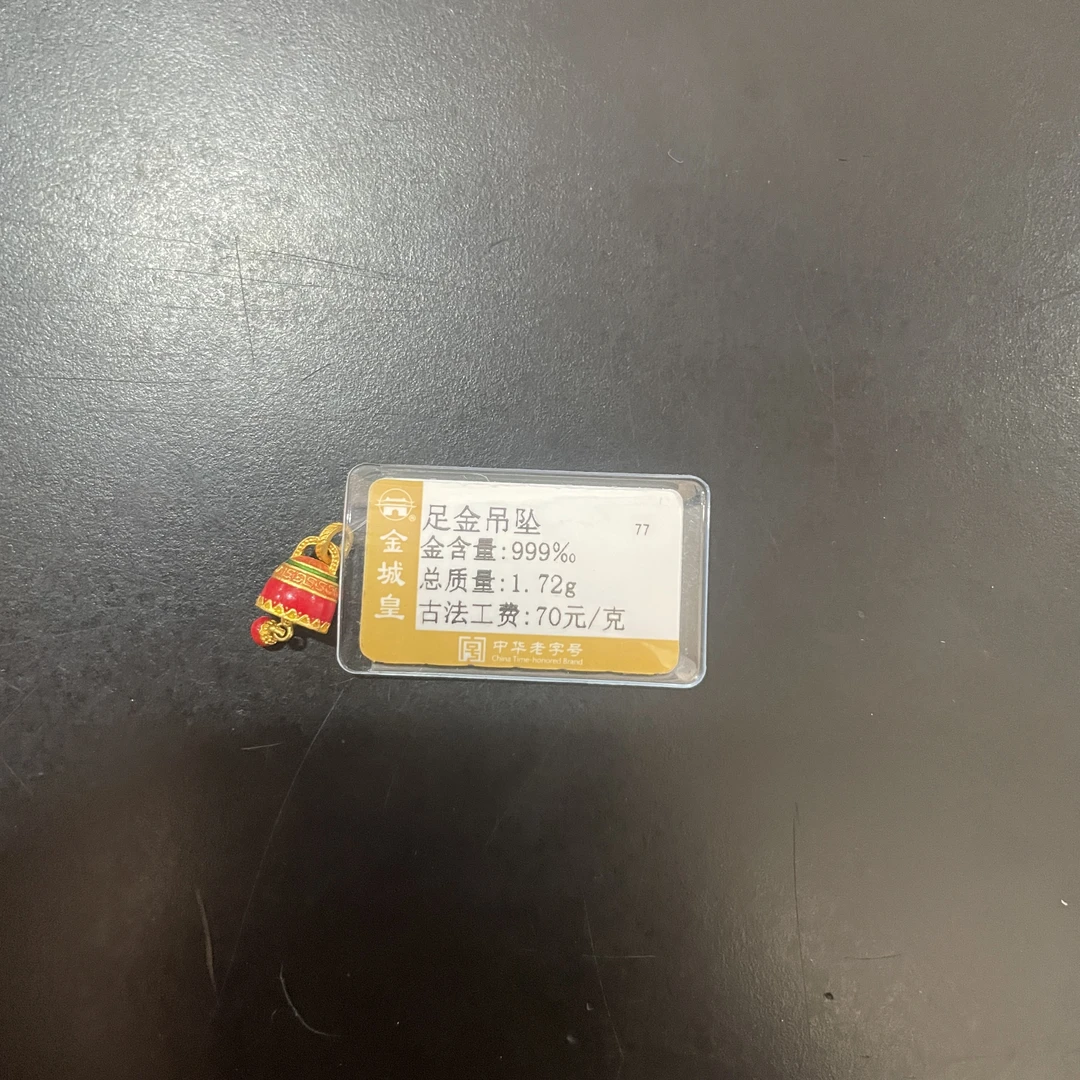 金城皇
足金吊坠
77
金含量:999‰
总质量:1.72g
古法工费:70元/克
中华老字号
China Time-honored Brand